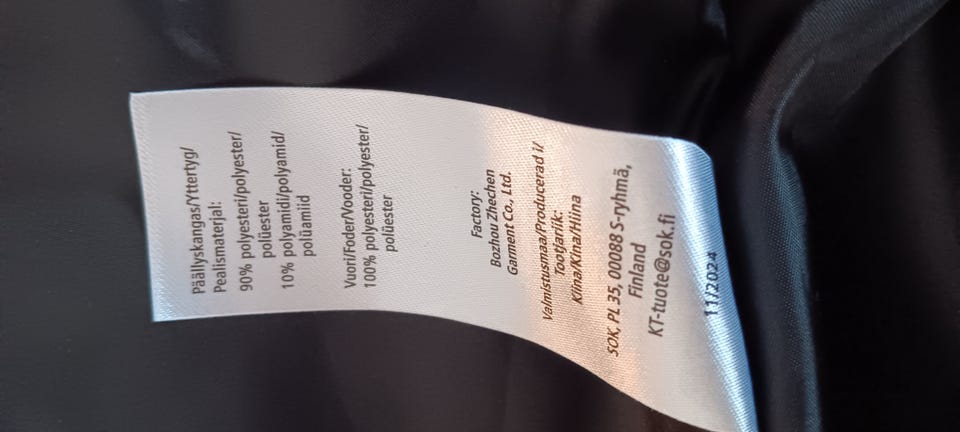 Päällyskangas/Yttertyg/
Pealismaterjal:
90% polyesteri/polyester/
polüester
10% polyamidi/polyamid/
polüamiid
Vuori/Foder/Vooder:
100% polyesteri/polyester/
polüester
Factory:
Bozhou Zhechen
Garment Co., Ltd.
Valmistusmaa/Producerad i/
Tootjariik:
Kiina/Kina/Hiina
SOK, PL 35, 00088 S-ryhmä,
Finland
KT-tuote@sok.fi
11/2024